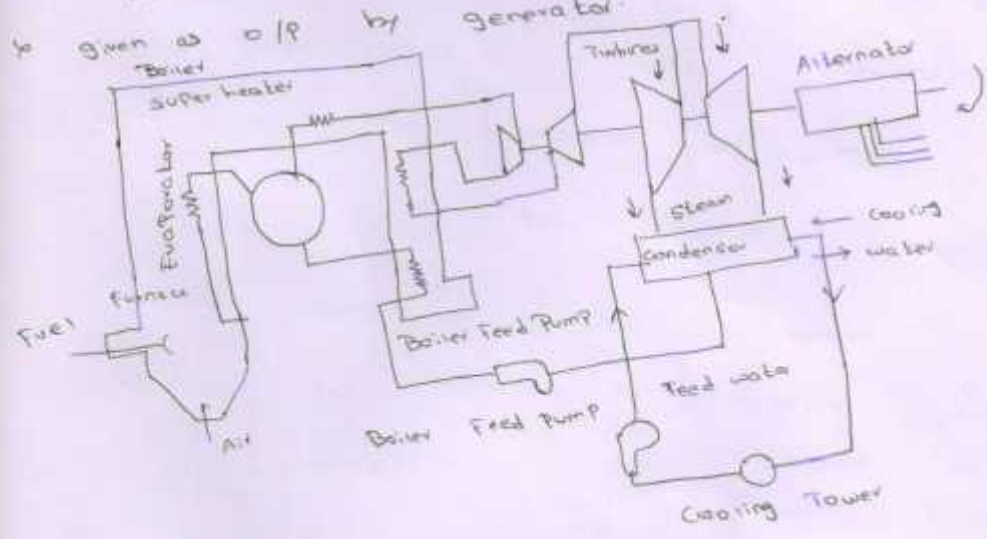 is given as o/p by generator.
Boiler
super heater
Turbines
Alternator
Evaporator
Steam
cooling
water
condensor
furnace
Fuel
Boiler Feed Pump
Feed water
Boiler Feed Pump
Air
Cooling Tower